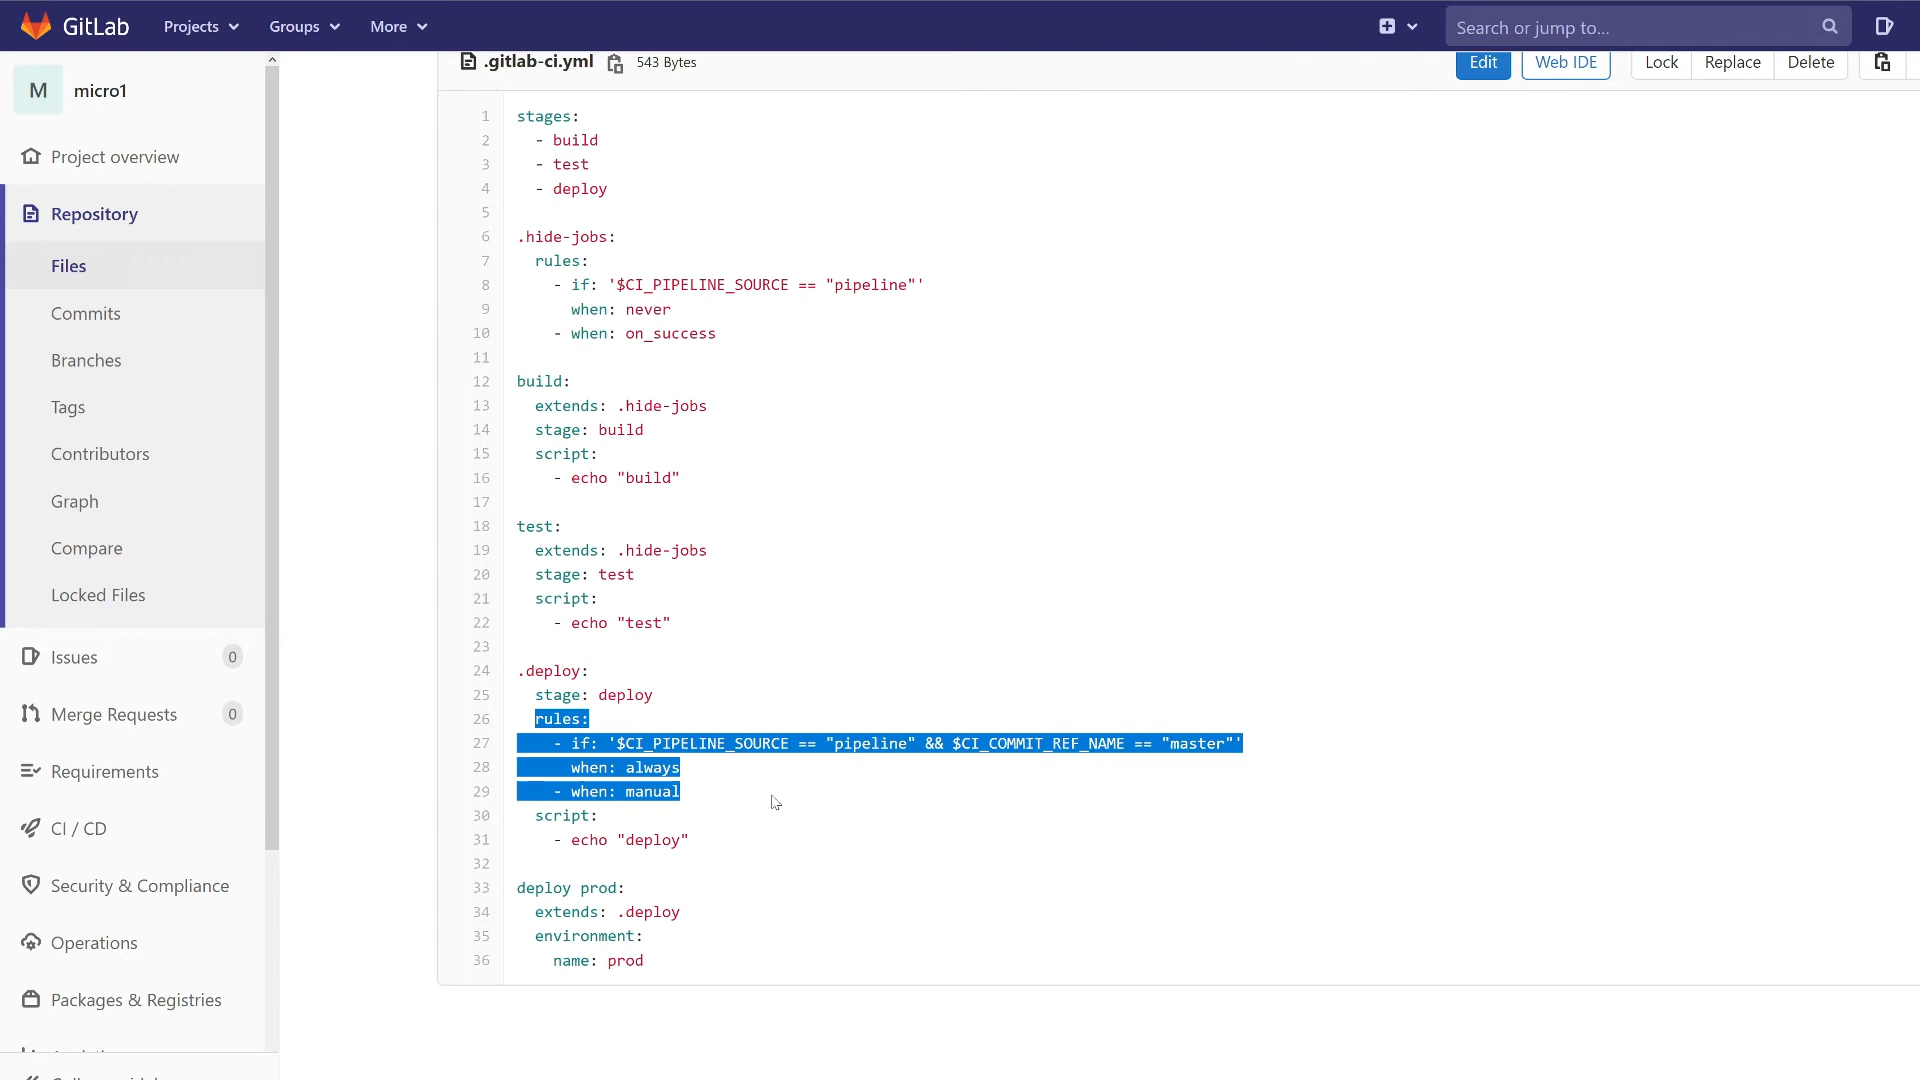 GitLab Projects Groups More Search or jump to...
M micro1
Project overview
Repository
Files
Commits
Branches
Tags
Contributors
Graph
Compare
Locked Files
Issues 0
Merge Requests 0
Requirements
CI / CD
Security & Compliance
Operations
Packages & Registries
.gitlab-ci.yml 543 Bytes Edit Web IDE Lock Replace Delete
1 stages:
2   - build
3   - test
4   - deploy
5
6 .hide-jobs:
7   rules:
8     - if: '$CI_PIPELINE_SOURCE == "pipeline"'
9       when: never
10     - when: on_success
11
12 build:
13   extends: .hide-jobs
14   stage: build
15   script:
16     - echo "build"
17
18 test:
19   extends: .hide-jobs
20   stage: test
21   script:
22     - echo "test"
23
24 .deploy:
25   stage: deploy
26   rules:
27     - if: '$CI_PIPELINE_SOURCE == "pipeline" && $CI_COMMIT_REF_NAME == "master"'
28       when: always
29     - when: manual
30   script:
31     - echo "deploy"
32
33 deploy prod:
34   extends: .deploy
35   environment:
36     name: prod